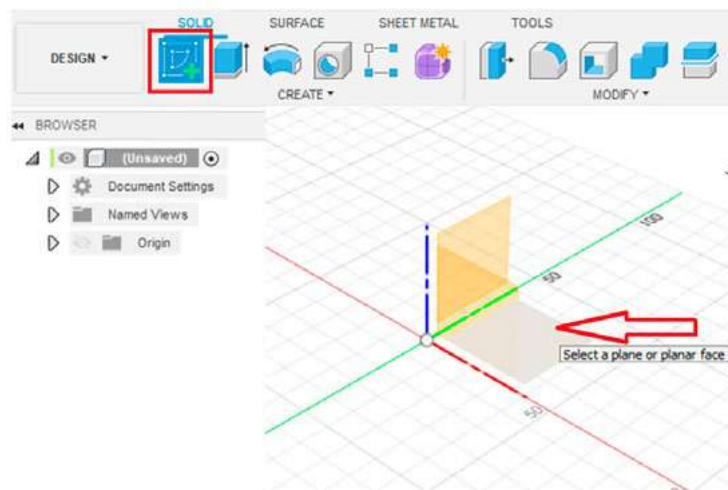 SOLID SURFACE SHEET METAL TOOLS
DESIGN
CREATE MODIFY
BROWSER
(Unsaved)
Document Settings
Named Views
Origin
100
50
Select a plane or planar face
50